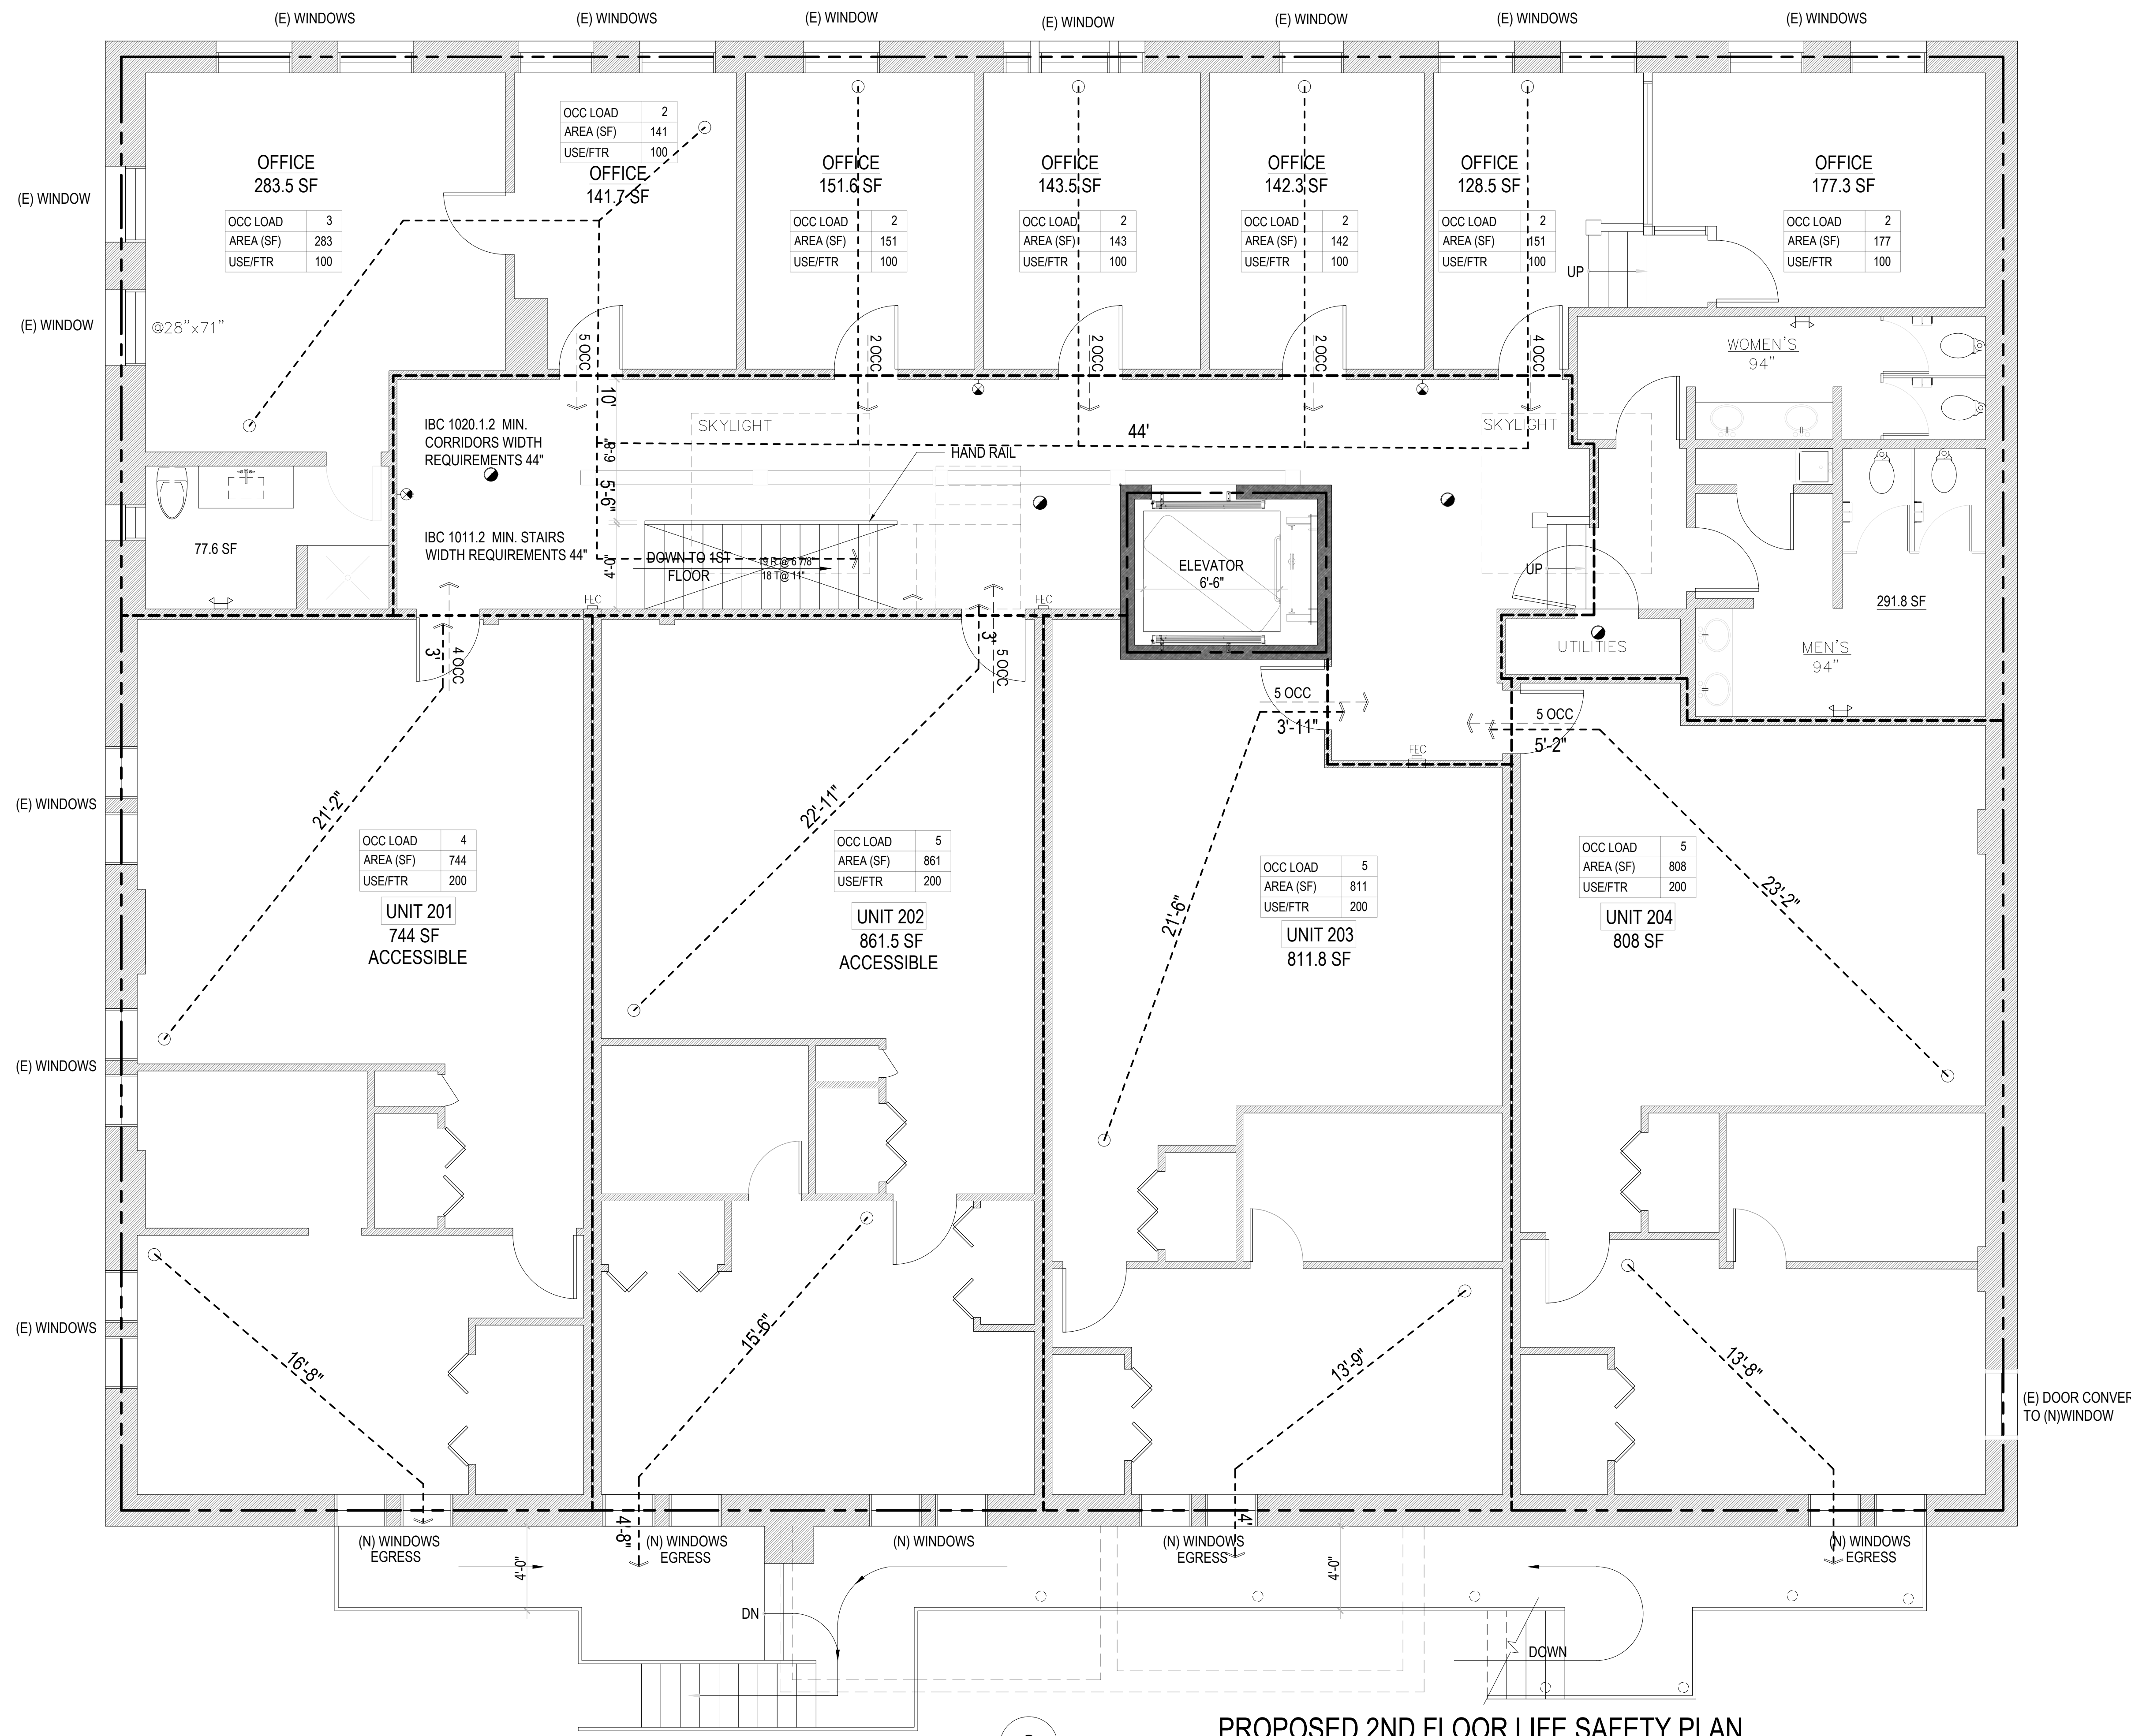 (E) WINDOWS
(E) WINDOWS
(E) WINDOW
(E) WINDOW
(E) WINDOW
(E) WINDOWS
(E) WINDOWS
(E) WINDOW
(E) WINDOW
OFFICE
283.5 SF
OCC LOAD 3
AREA (SF) 283
USE/FTR 100
@28"x71"
OCC LOAD 2
AREA (SF) 141
USE/FTR 100
OFFICE
141.7 SF
OFFICE
151.6 SF
OCC LOAD 2
AREA (SF) 151
USE/FTR 100
OFFICE
143.5 SF
OCC LOAD 2
AREA (SF) 143
USE/FTR 100
OFFICE
142.3 SF
OCC LOAD 2
AREA (SF) 142
USE/FTR 100
OFFICE
128.5 SF
OCC LOAD 2
AREA (SF) 151
USE/FTR 100
UP
OFFICE
177.3 SF
OCC LOAD 2
AREA (SF) 177
USE/FTR 100
5 OCC
2 OCC
2 OCC
2 OCC
4 OCC
WOMEN'S
94"
10'
IBC 1020.1.2 MIN.
CORRIDORS WIDTH
REQUIREMENTS 44"
SKYLIGHT
44'
SKYLIGHT
HAND RAIL
9'-6"
5'-6"
IBC 1011.2 MIN. STAIRS
WIDTH REQUIREMENTS 44"
4'-0"
DOWN TO 1ST
FLOOR
19 R @ 6 7/8"
18 T@ 11"
77.6 SF
ELEVATOR
6'-6"
UP
291.8 SF
UTILITIES
MEN'S
94"
FEC
FEC
3'
4 OCC
3'
5 OCC
5 OCC
3'-11"
5 OCC
5'-2"
FEC
(E) WINDOWS
21'-2"
22'-11"
21'-6"
23'-2"
OCC LOAD 4
AREA (SF) 744
USE/FTR 200
UNIT 201
744 SF
ACCESSIBLE
OCC LOAD 5
AREA (SF) 861
USE/FTR 200
UNIT 202
861.5 SF
ACCESSIBLE
OCC LOAD 5
AREA (SF) 811
USE/FTR 200
UNIT 203
811.8 SF
OCC LOAD 5
AREA (SF) 808
USE/FTR 200
UNIT 204
808 SF
(E) WINDOWS
(E) WINDOWS
16'-8"
15'-6"
13'-9"
13'-8"
(E) DOOR CONVER
TO (N)WINDOW
(N) WINDOWS
EGRESS
4'-8"
(N) WINDOWS
EGRESS
(N) WINDOWS
(N) WINDOWS
EGRESS
4'
(N) WINDOWS
EGRESS
4'-0"
4'-0"
DN
DOWN
PROPOSED 2ND FLOOR LIFE SAFETY PLAN